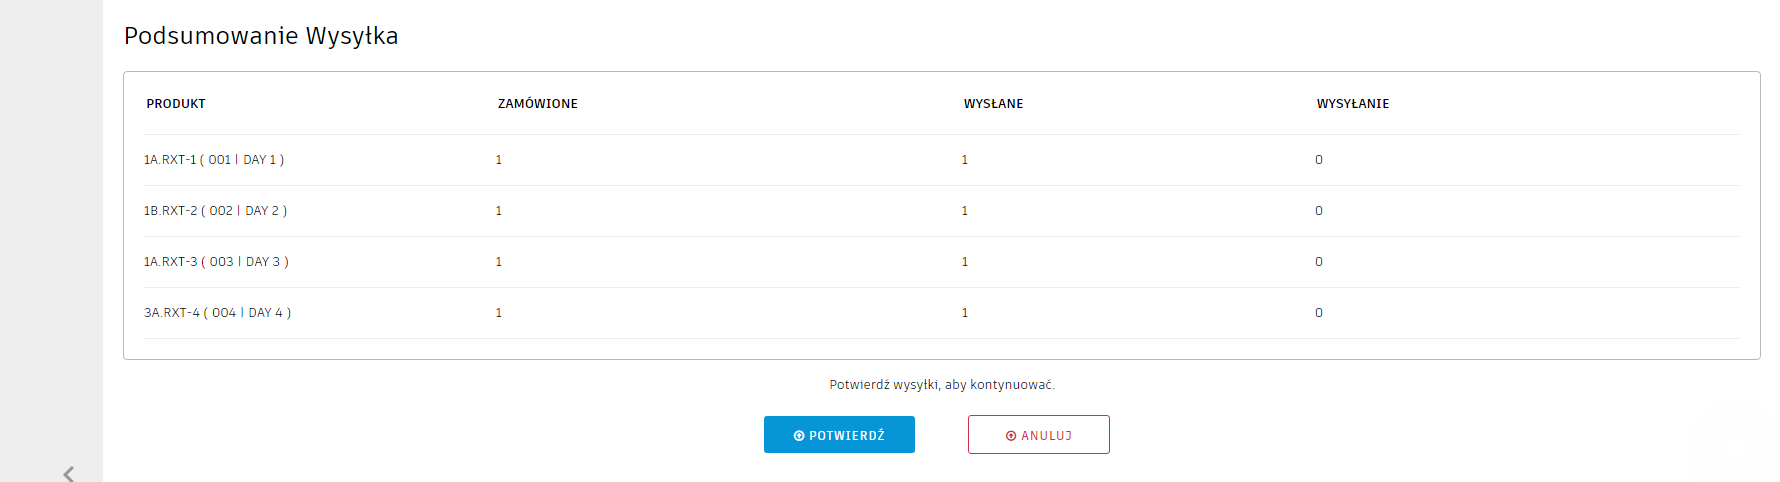 Podsumowanie Wysyłka
PRODUKT ZAMÓWIONE WYSŁANE WYSYŁANIE
1A.RXT-1 ( 001 | DAY 1 ) 1 1 0
1B.RXT-2 ( 002 | DAY 2 ) 1 1 0
1A.RXT-3 ( 003 | DAY 3 ) 1 1 0
3A.RXT-4 ( 004 | DAY 4 ) 1 1 0
Potwierdź wysyłki, aby kontynuować.
POTWIERDŹ ANULUJ